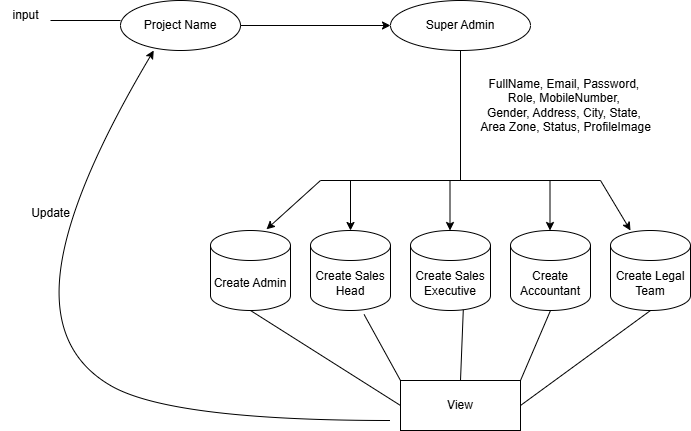 input
Project Name
Super Admin
FullName, Email, Password,
Role, MobileNumber,
Gender, Address, City, State,
Area Zone, Status, ProfileImage
Update
Create Admin
Create Sales
Head
Create Sales
Executive
Create
Accountant
Create Legal
Team
View